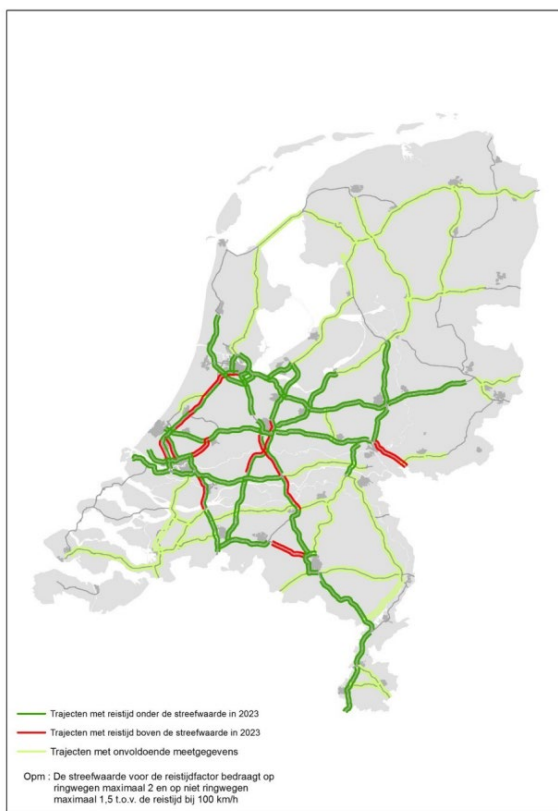 Trajecten met reistijd onder de streefwaarde in 2023
Trajecten met reistijd boven de streefwaarde in 2023
Trajecten met onvoldoende meetgegevens
Opm : De streefwaarde voor de reistijdfactor bedraagt op
ringwegen maximaal 2 en op niet ringwegen
maximaal 1,5 t.o.v. de reistijd bij 100 km/h